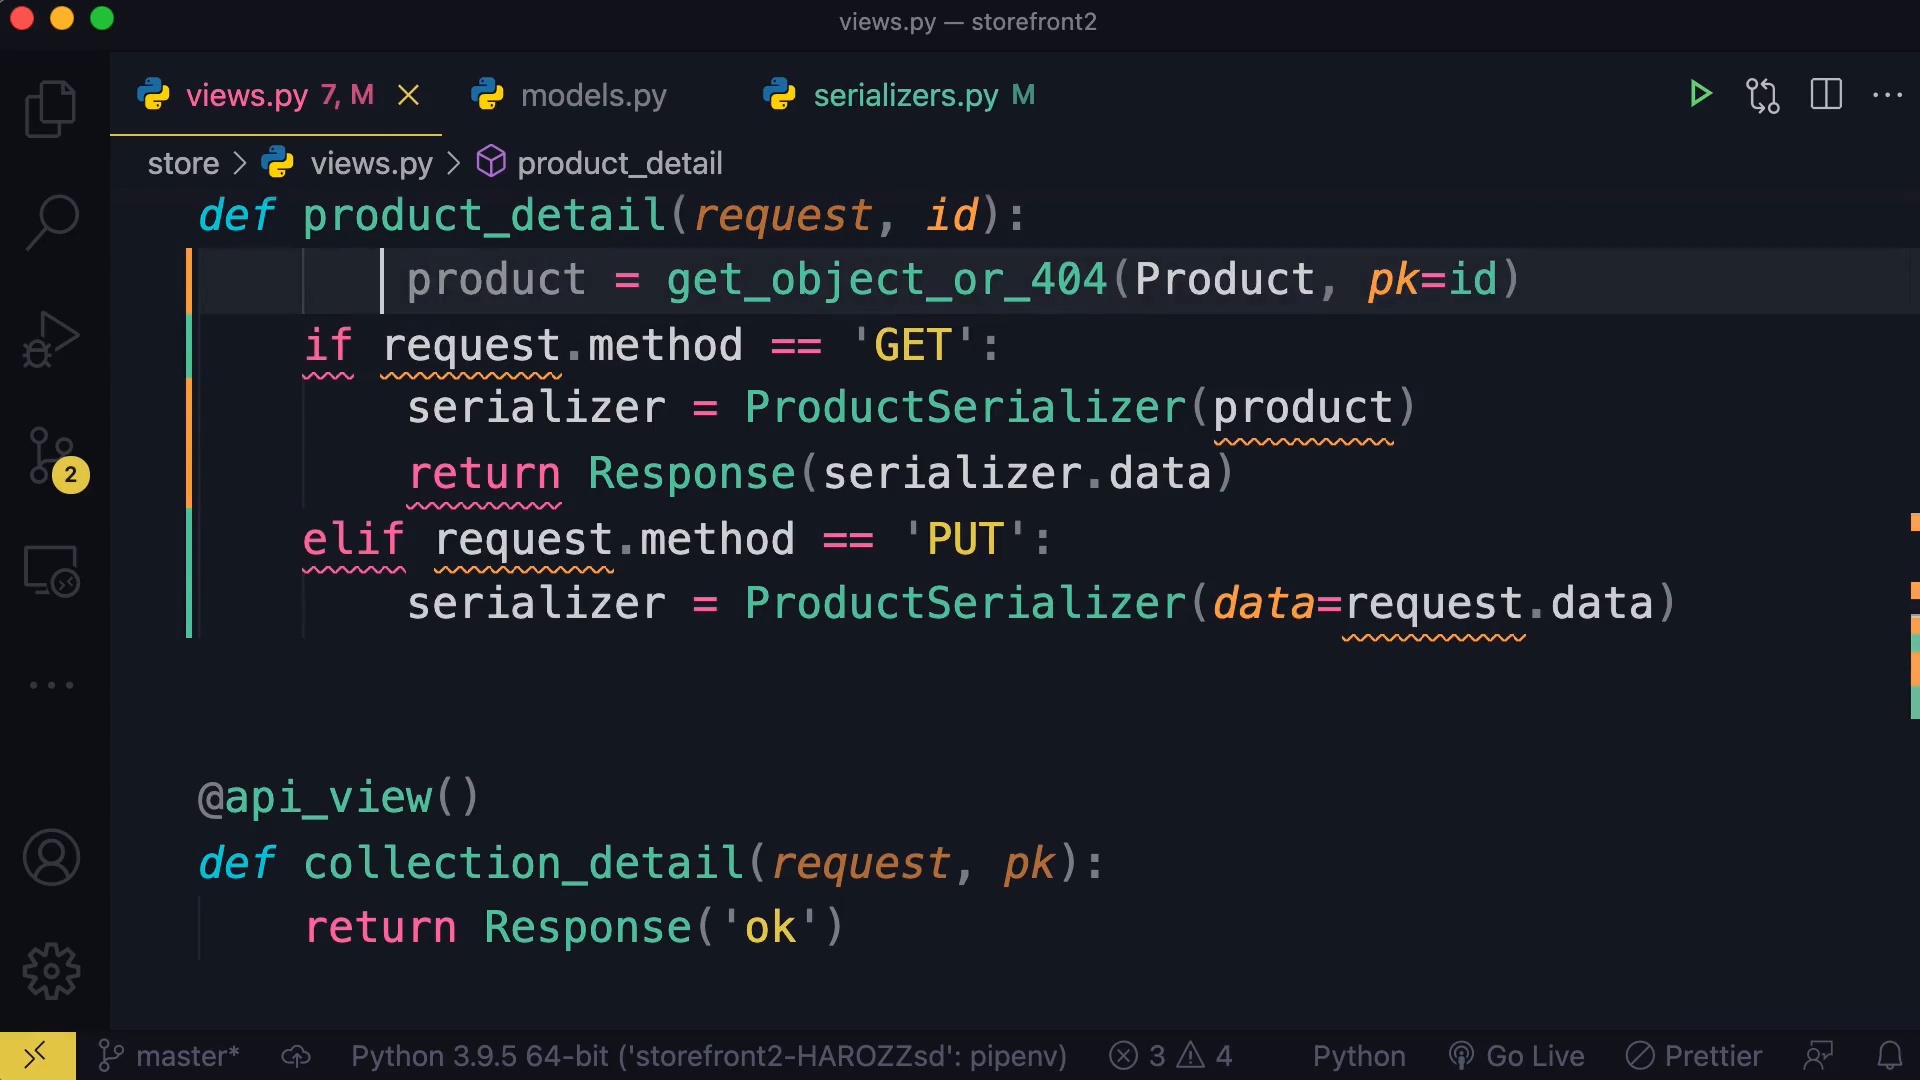 views.py — storefront2
views.py 7, M
models.py
serializers.py M
store > views.py > product_detail
def product_detail(request, id):
        product = get_object_or_404(Product, pk=id)
    if request.method == 'GET':
        serializer = ProductSerializer(product)
        return Response(serializer.data)
    elif request.method == 'PUT':
        serializer = ProductSerializer(data=request.data)
2
@api_view()
def collection_detail(request, pk):
    return Response('ok')
master* Python 3.9.5 64-bit ('storefront2-HAROZZsd': pipenv) 3 4 Python Go Live Prettier